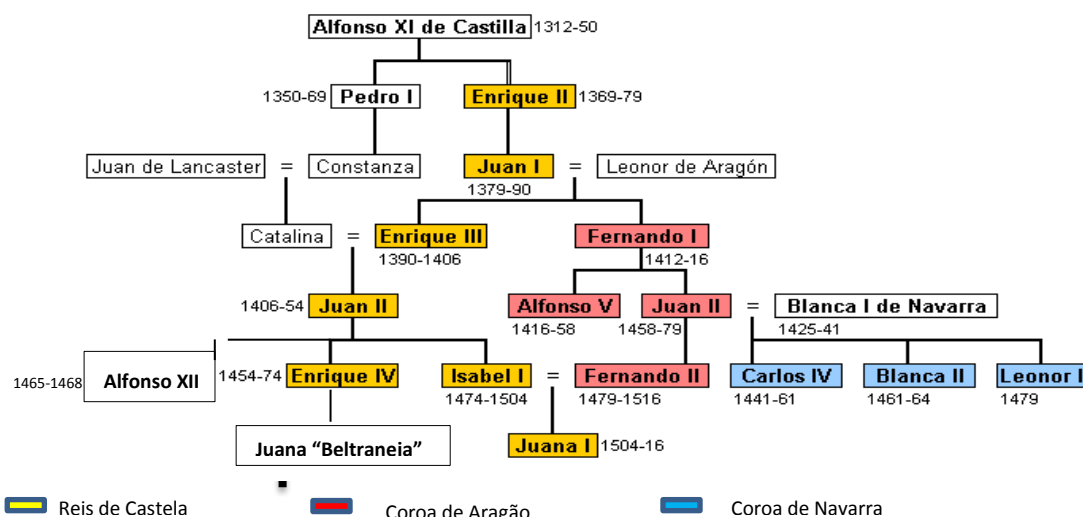 Alfonso XI de Castilla 1312-50
1350-69 Pedro I Enrique II 1369-79
Juan de Lancaster = Constanza Juan I = Leonor de Aragón
1379-90
Catalina = Enrique III Fernando I
1390-1406 1412-16
1406-54 Juan II Alfonso V Juan II = Blanca I de Navarra
1416-58 1458-79 1425-41
1465-1468 Alfonso XII 1454-74 Enrique IV Isabel I = Fernando II Carlos IV Blanca II Leonor I
1474-1504 1479-1516 1441-61 1461-64 1479
Juana “Beltraneia” Juana I 1504-16
Reis de Castela Coroa de Aragão Coroa de Navarra